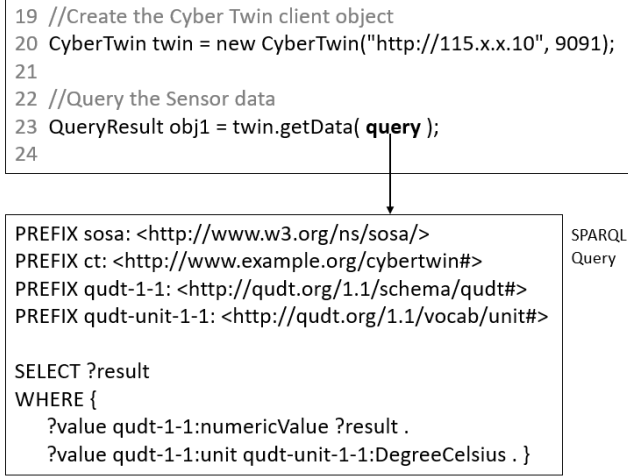 19 //Create the Cyber Twin client object
20 CyberTwin twin = new CyberTwin("http://115.x.x.10", 9091);
21
22 //Query the Sensor data
23 QueryResult obj1 = twin.getData( query );
24
PREFIX sosa: <http://www.w3.org/ns/sosa/>
PREFIX ct: <http://www.example.org/cybertwin#>
PREFIX qudt-1-1: <http://qudt.org/1.1/schema/qudt#>
PREFIX qudt-unit-1-1: <http://qudt.org/1.1/vocab/unit#>
SELECT ?result
WHERE {
?value qudt-1-1:numericValue ?result .
?value qudt-1-1:unit qudt-unit-1-1:DegreeCelsius . }
SPARQL
Query